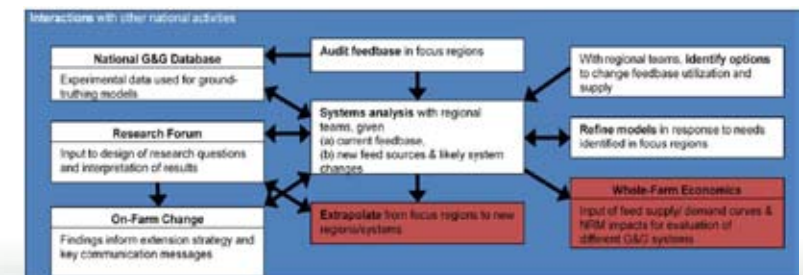 Interactions with other national activities
National G&G Database
Experimental data used for ground-
truthing models
Research Forum
Input to design of research questions
and interpretation of results
On-Farm Change
Findings inform extension strategy and
key communication messages
Audit feedbase in focus regions
Systems analysis with regional
teams, given
(a) current feedbase,
(b) new feed sources & likely system
changes
Extrapolate from focus regions to new
regions/systems
With regional teams, identify options
to change feedbase utilization and
supply
Refine models in response to needs
identified in focus regions
Whole-Farm Economics
Input of feed supply/ demand curves &
NRM impacts for evaluation of
different G&G systems